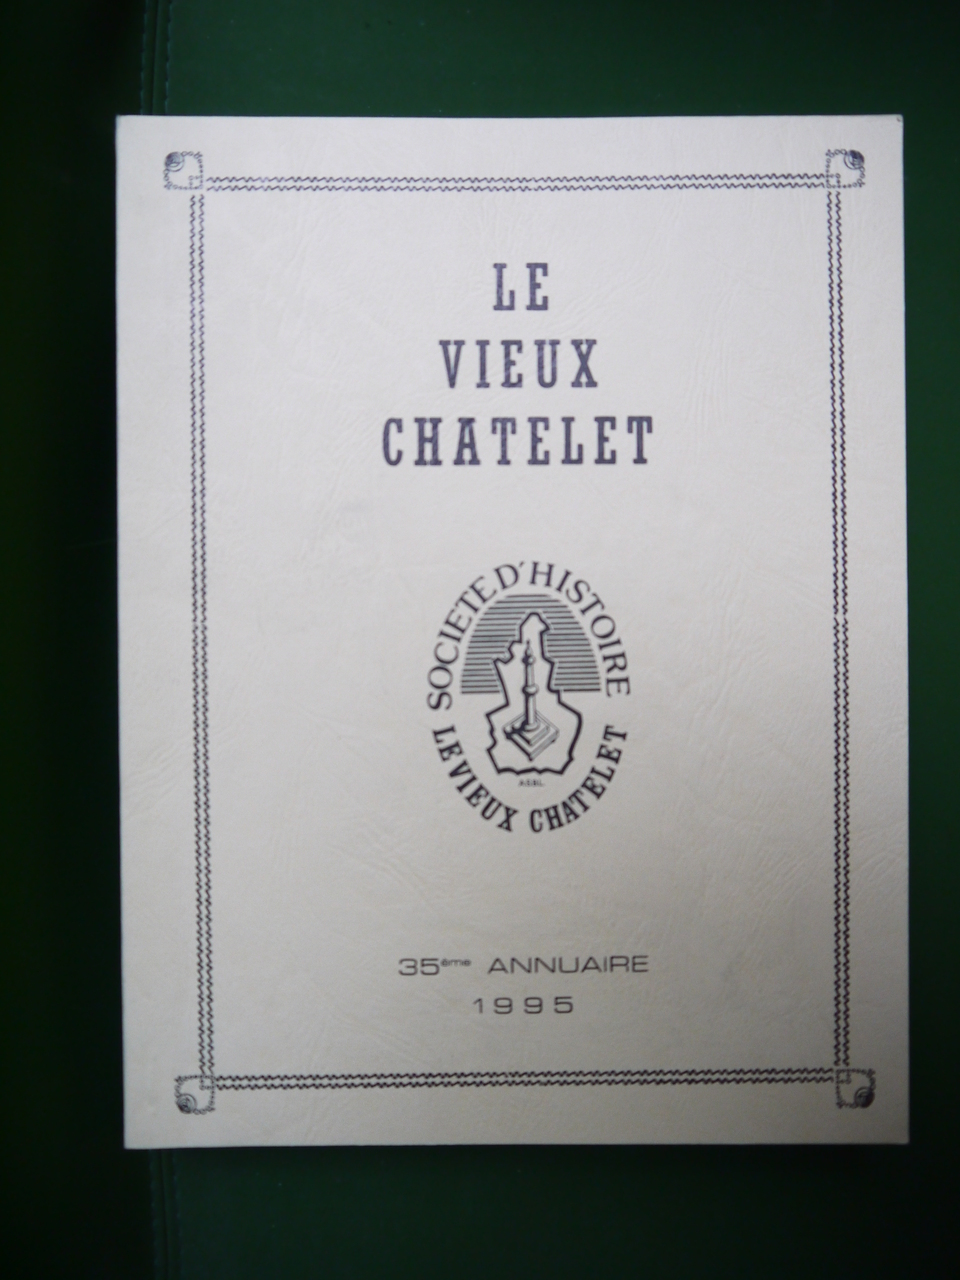 LE
VIEUX
CHATELET
SOCIETE D'HISTOIRE
A.S.B.L.
LE VIEUX CHATELET
35ème ANNUAIRE
1995